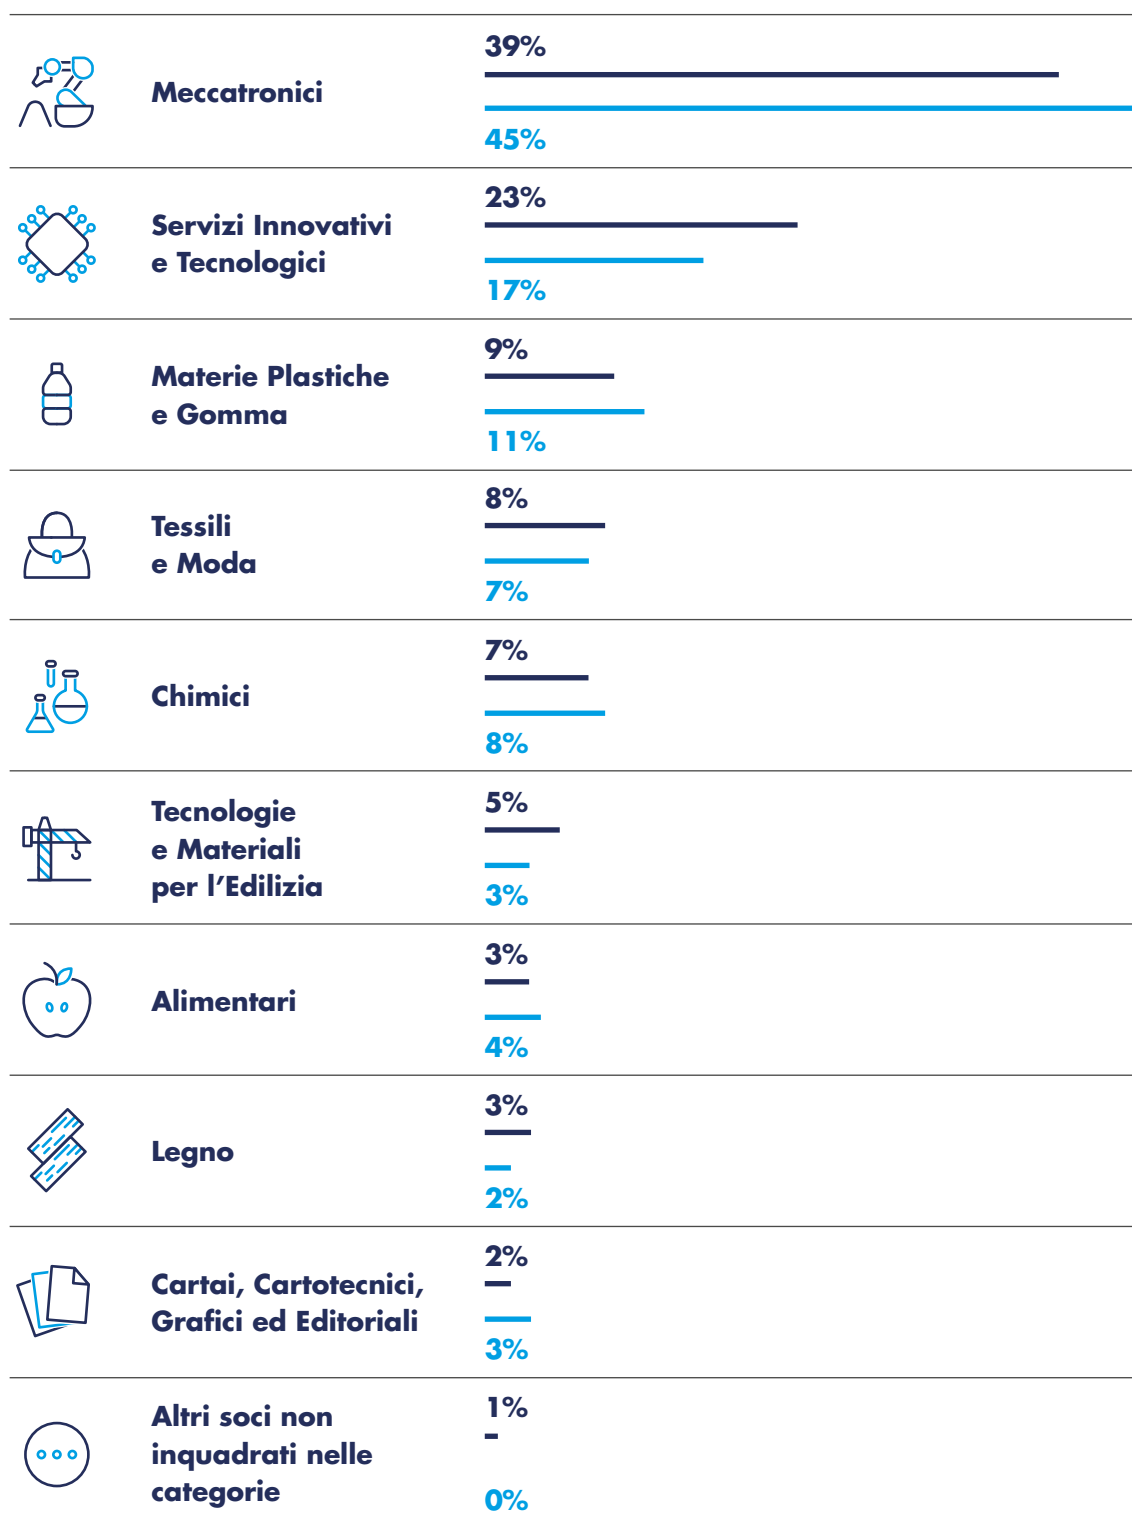 39%
Meccatronici
45%
23%
Servizi Innovativi
e Tecnologici
17%
9%
Materie Plastiche
e Gomma
11%
8%
Tessili
e Moda
7%
7%
Chimici
8%
5%
Tecnologie
e Materiali
per l’Edilizia
3%
3%
Alimentari
4%
3%
Legno
2%
2%
Cartai, Cartotecnici,
Grafici ed Editoriali
3%
1%
Altri soci non
inquadrati nelle
categorie
0%